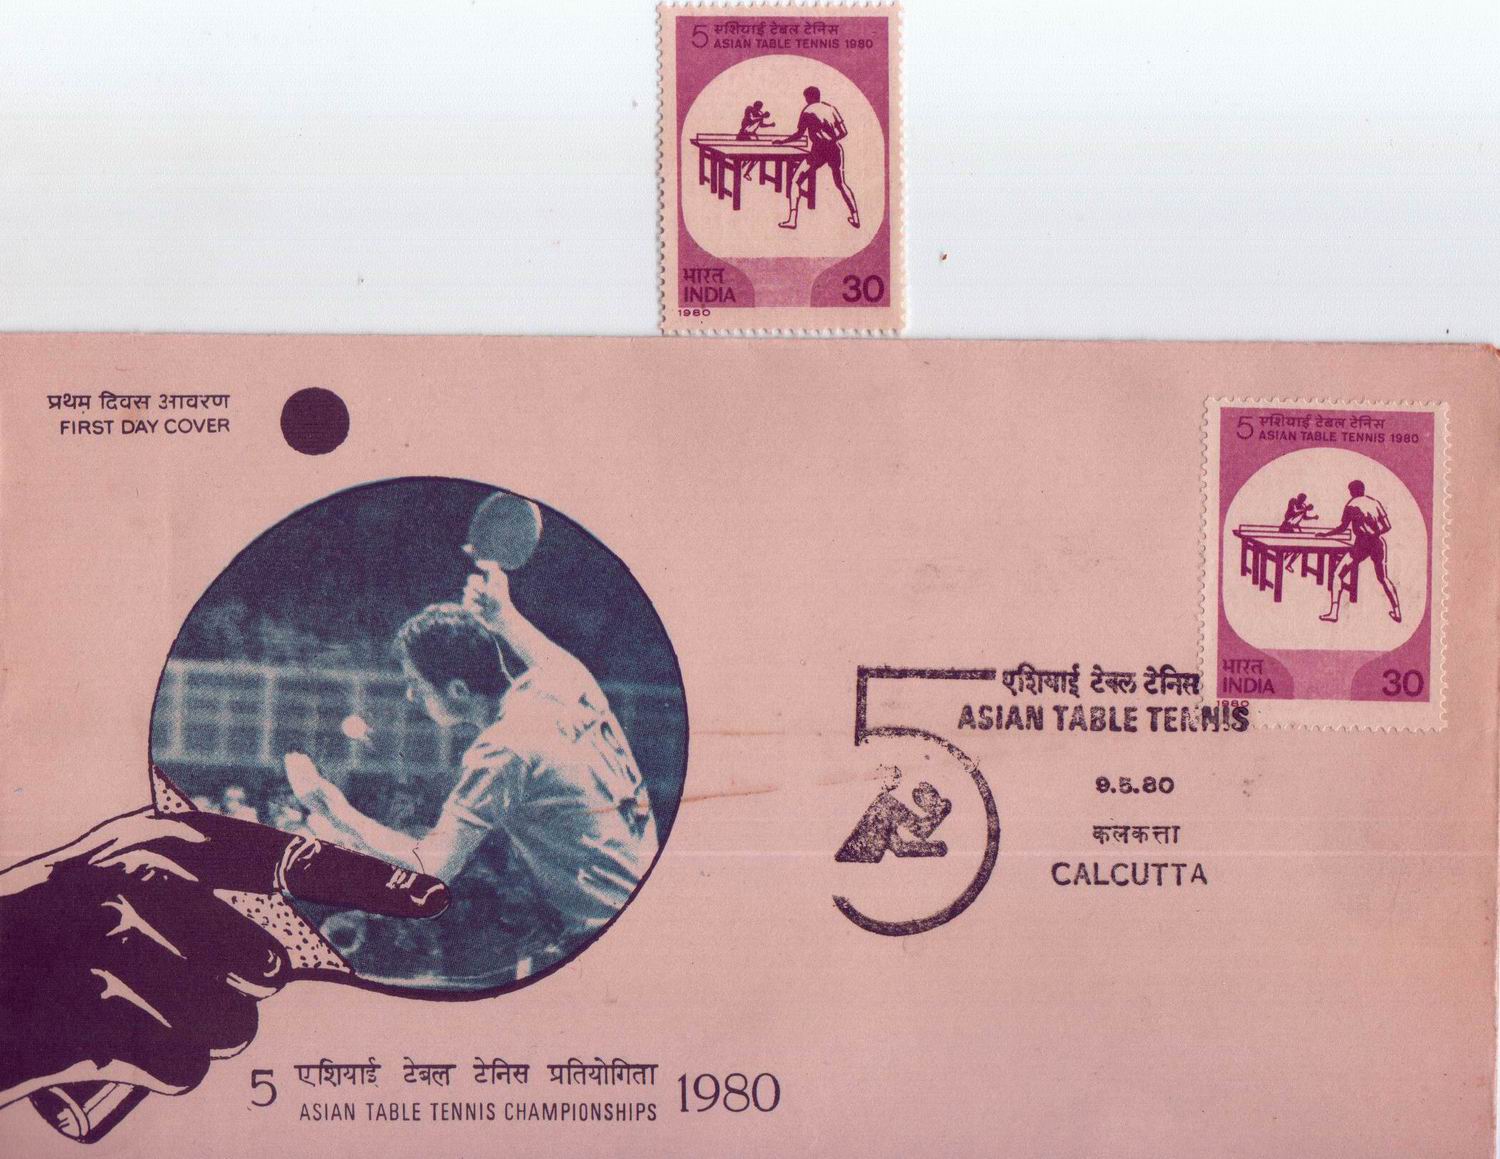 5 एशियाई टेबल टेनिस
ASIAN TABLE TENNIS 1980
भारत
INDIA
30
1980
प्रथम दिवस आवरण
FIRST DAY COVER
5 एशियाई टेबल टेनिस
ASIAN TABLE TENNIS 1980
भारत
INDIA
30
1980
5 एशियाई टेबल टेनिस
ASIAN TABLE TENNIS
9.5.80
कलकत्ता
CALCUTTA
5 एशियाई टेबल टेनिस प्रतियोगिता 1980
ASIAN TABLE TENNIS CHAMPIONSHIPS